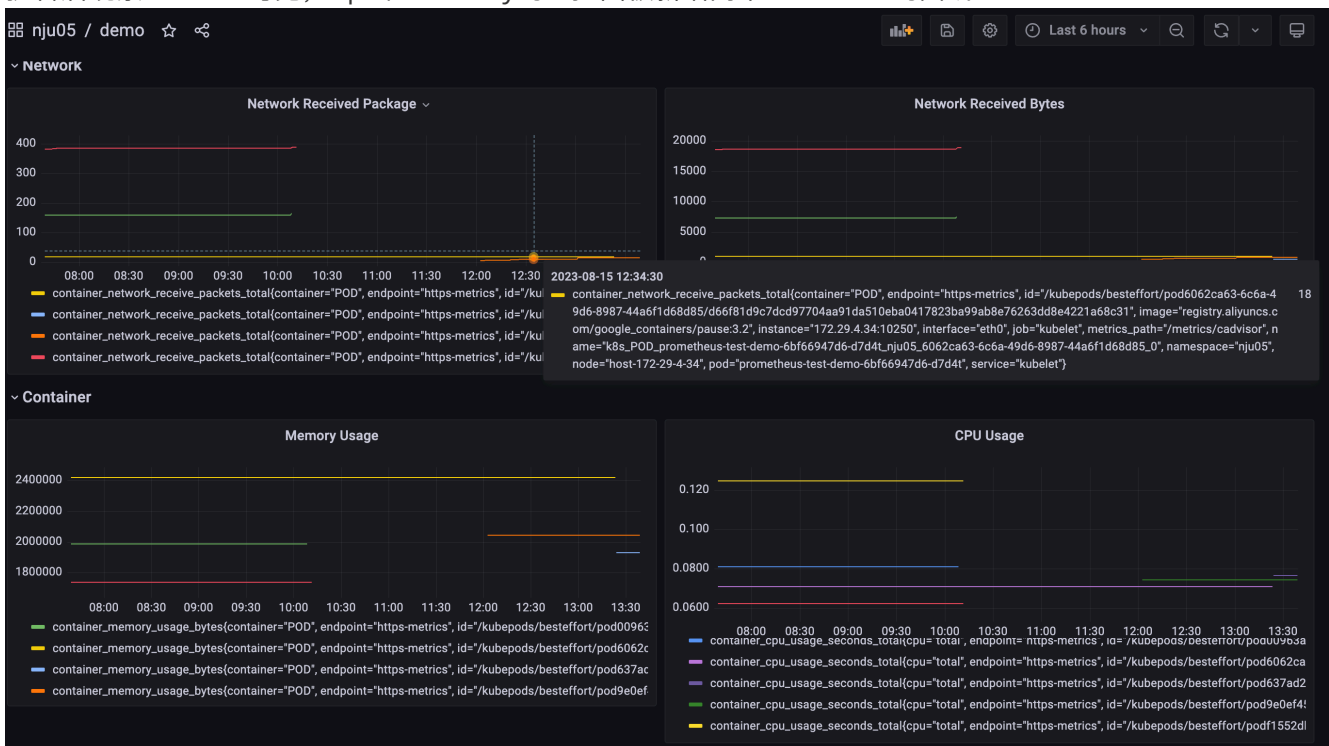 nju05 / demo
Last 6 hours
Network
Network Received Package
400
300
200
100
0
08:00 08:30 09:00 09:30 10:00 10:30 11:00 11:30 12:00 12:30
container_network_receive_packets_total{container="POD", endpoint="https-metrics", id="/kul
container_network_receive_packets_total{container="POD", endpoint="https-metrics", id="/kul
container_network_receive_packets_total{container="POD", endpoint="https-metrics", id="/kul
container_network_receive_packets_total{container="POD", endpoint="https-metrics", id="/kul
Network Received Bytes
20000
15000
10000
5000
2023-08-15 12:34:30
container_network_receive_packets_total{container="POD", endpoint="https-metrics", id="/kubepods/besteffort/pod6062ca63-6c6a-4 18
9d6-8987-44a6f1d68d85/d66f81d9c7dcd97704aa91da510eba0417823ba99ab8e76263dd8e4221a68c31", image="registry.aliyuncs.c
om/google_containers/pause:3.2", instance="172.29.4.34:10250", interface="eth0", job="kubelet", metrics_path="/metrics/cadvisor", n
ame="k8s_POD_prometheus-test-demo-6bf66947d6-d7d4t_nju05_6062ca63-6c6a-49d6-8987-44a6f1d68d85_0", namespace="nju05",
node="host-172-29-4-34", pod="prometheus-test-demo-6bf66947d6-d7d4t", service="kubelet"}
Container
Memory Usage
2400000
2200000
2000000
1800000
08:00 08:30 09:00 09:30 10:00 10:30 11:00 11:30 12:00 12:30 13:00 13:30
container_memory_usage_bytes{container="POD", endpoint="https-metrics", id="/kubepods/besteffort/pod00963
container_memory_usage_bytes{container="POD", endpoint="https-metrics", id="/kubepods/besteffort/pod6062c
container_memory_usage_bytes{container="POD", endpoint="https-metrics", id="/kubepods/besteffort/pod637ac
container_memory_usage_bytes{container="POD", endpoint="https-metrics", id="/kubepods/besteffort/pod9e0ef
CPU Usage
0.120
0.100
0.0800
0.0600
08:00 08:30 09:00 09:30 10:00 10:30 11:00 11:30 12:00 12:30 13:00 13:30
container_cpu_usage_seconds_total{cpu="total", endpoint="https-metrics", id="/kubepods/besteffort/pod00963a
container_cpu_usage_seconds_total{cpu="total", endpoint="https-metrics", id="/kubepods/besteffort/pod6062ca
container_cpu_usage_seconds_total{cpu="total", endpoint="https-metrics", id="/kubepods/besteffort/pod637ad2
container_cpu_usage_seconds_total{cpu="total", endpoint="https-metrics", id="/kubepods/besteffort/pod9e0ef4
container_cpu_usage_seconds_total{cpu="total", endpoint="https-metrics", id="/kubepods/besteffort/podf1552d